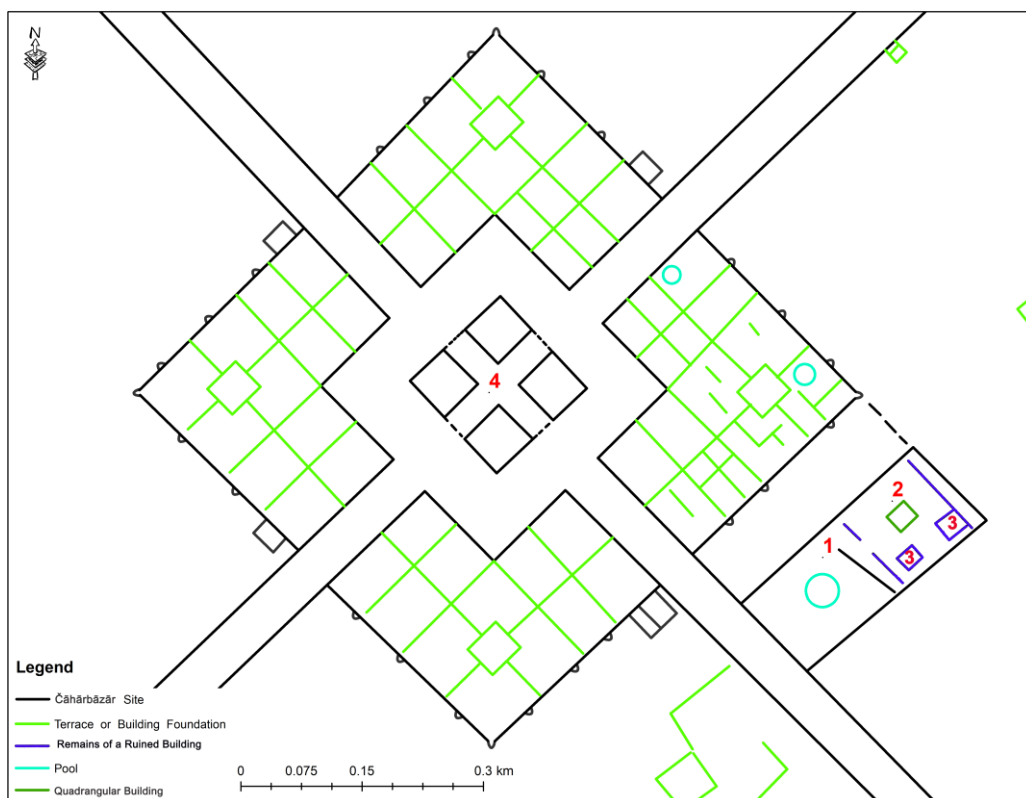 N
4
2
3
1
3
Legend
Čāhārbāzār Site
Terrace or Building Foundation
Remains of a Ruined Building
Pool
Quadrangular Building
0 0.075 0.15 0.3 km